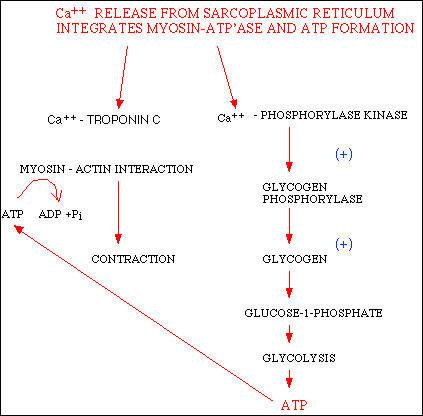 Ca++ RELEASE FROM SARCOPLASMIC RETICULUM
INTEGRATES MYOSIN-ATP'ASE AND ATP FORMATION
Ca++ - TROPONIN C
Ca++ - PHOSPHORYLASE KINASE
(+)
MYOSIN - ACTIN INTERACTION
GLYCOGEN
PHOSPHORYLASE
ATP ADP +Pi
(+)
CONTRACTION
GLYCOGEN
GLUCOSE-1-PHOSPHATE
GLYCOLYSIS
ATP